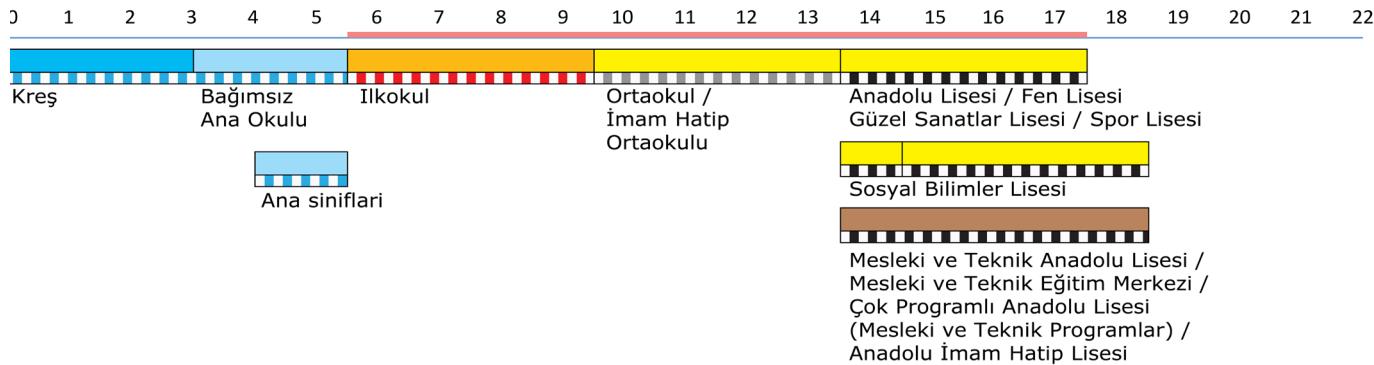 0 1 2 3 4 5 6 7 8 9 10 11 12 13 14 15 16 17 18 19 20 21 22
Kreş
Bağımsız
Ana Okulu
Ilkokul
Ortaokul /
İmam Hatip
Ortaokulu
Anadolu Lisesi / Fen Lisesi
Güzel Sanatlar Lisesi / Spor Lisesi
Ana siniflari
Sosyal Bilimler Lisesi
Mesleki ve Teknik Anadolu Lisesi /
Mesleki ve Teknik Eğitim Merkezi /
Çok Programlı Anadolu Lisesi
(Mesleki ve Teknik Programlar) /
Anadolu İmam Hatip Lisesi